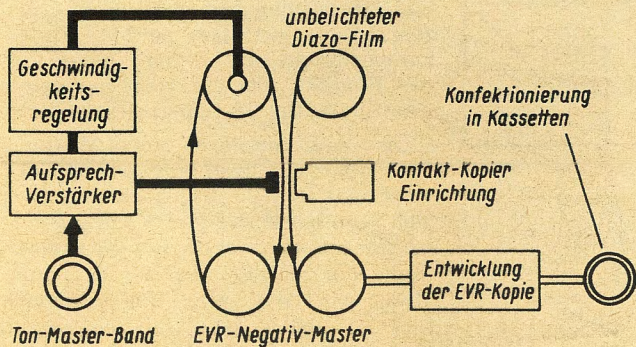 unbelichteter
Diazo-Film
Geschwindig-
keits-
regelung
Konfektionierung
in Kassetten
Aufsprech-
Verstärker
Kontakt-Kopier
Einrichtung
Entwicklung
der EVR-Kopie
Ton-Master-Band
EVR-Negativ-Master